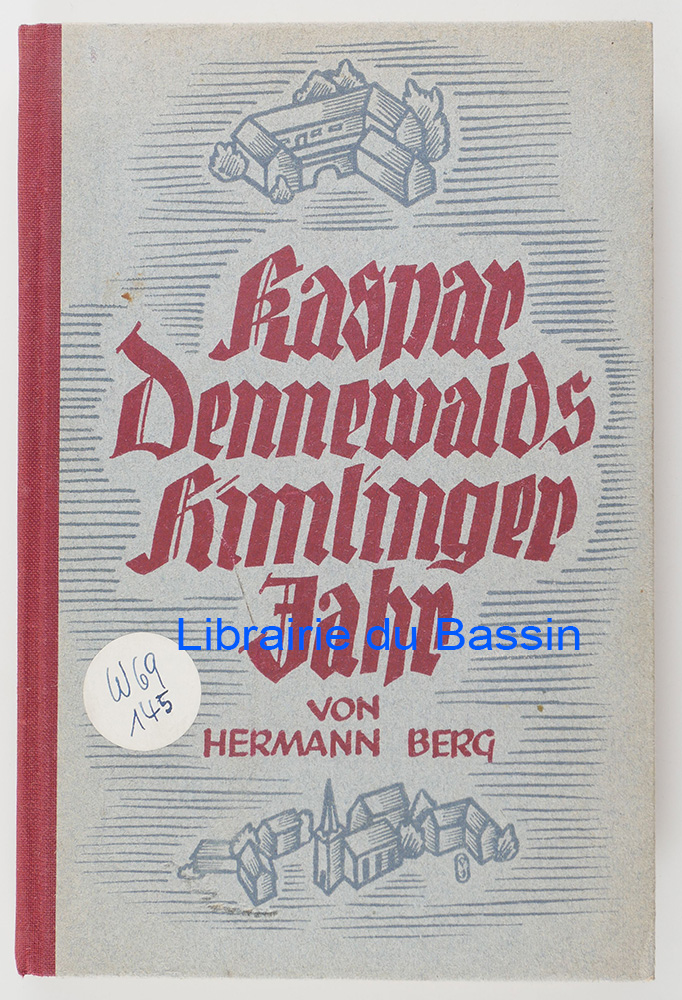 Kaspar
Dennewalds
Kimlinger
Jahr
Librairie du Bassin
W69
145
VON
HERMANN BERG